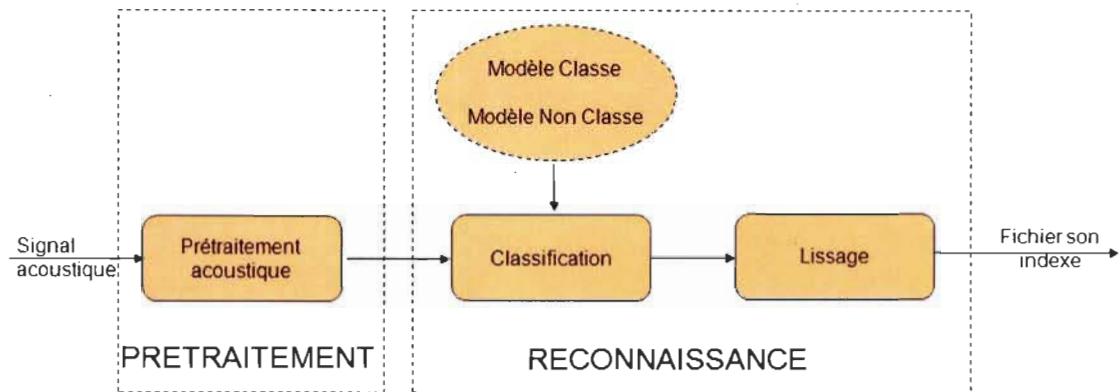 Modèle Classe
Modèle Non Classe
Signal
acoustique
Prétraitement
acoustique
Classification
Lissage
Fichier son
indexe
PRETRAITEMENT
RECONNAISSANCE